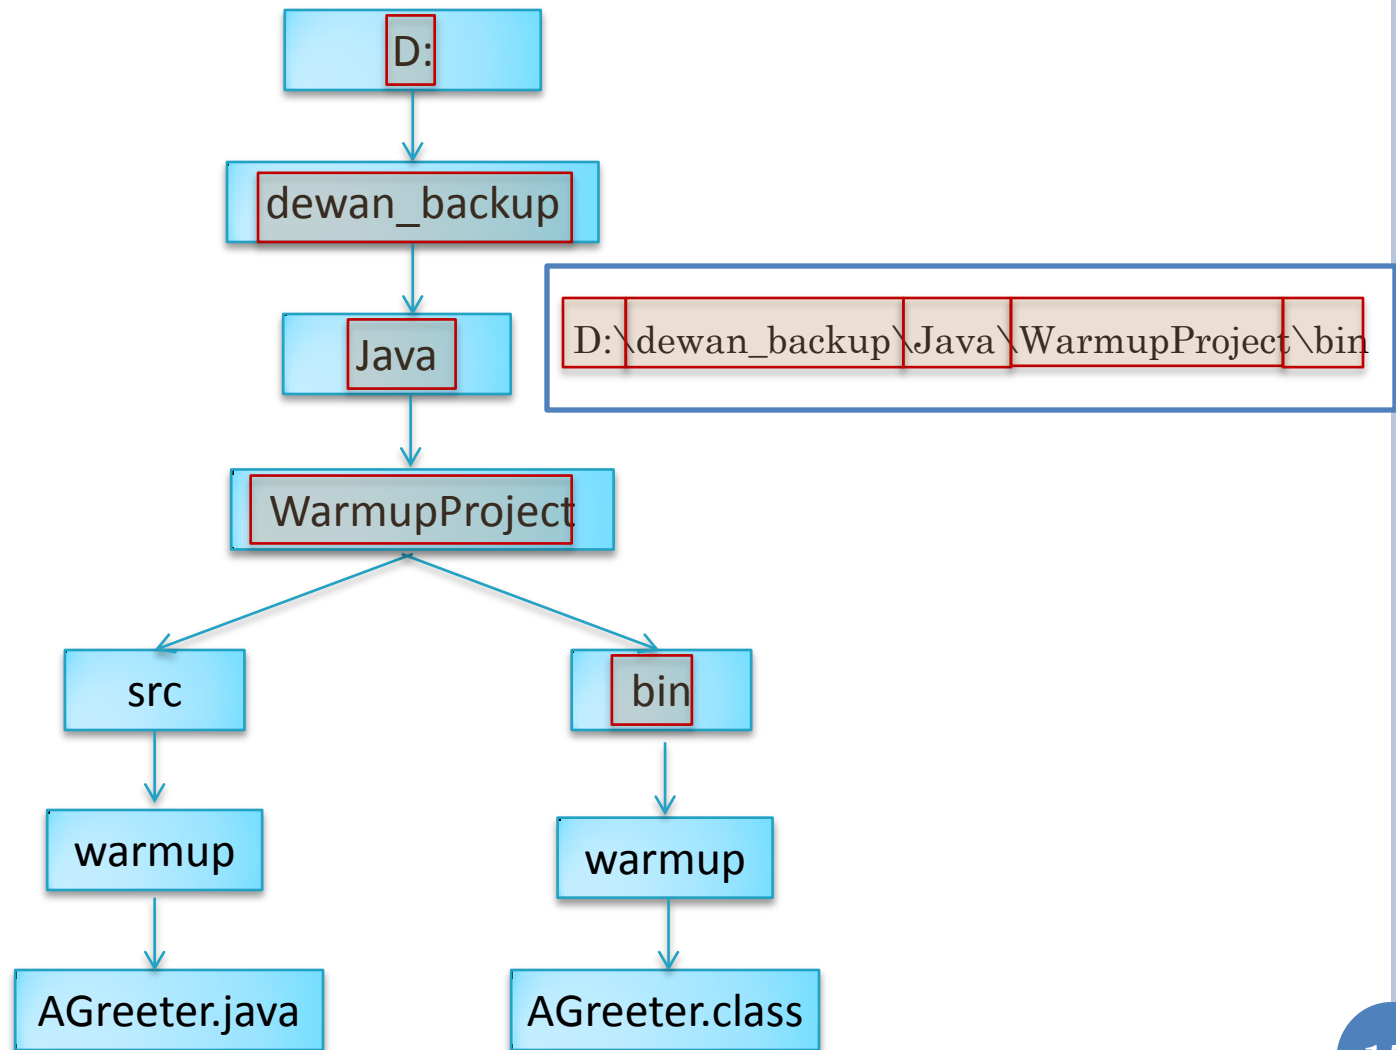 D:
dewan_backup
Java
D:\dewan_backup\Java\WarmupProject\bin
WarmupProject
src
bin
warmup
warmup
AGreeter.java
AGreeter.class